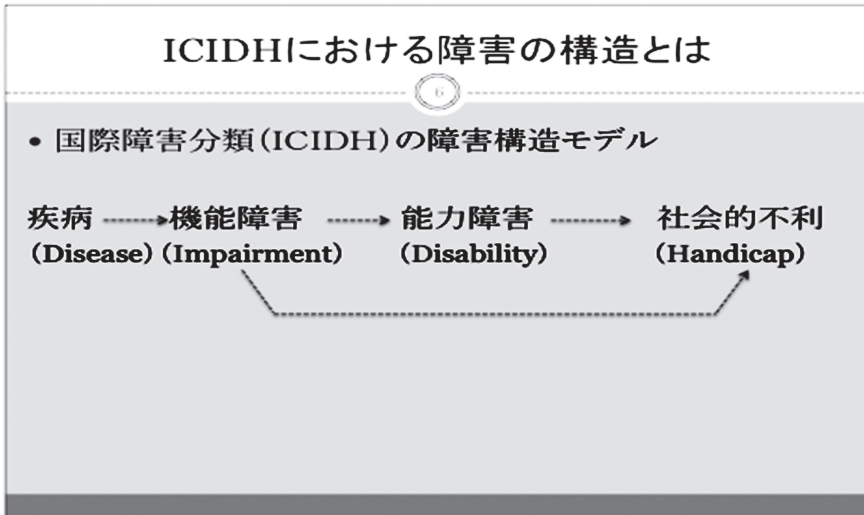 ICIDHにおける障害の構造とは
6
• 国際障害分類(ICIDH)の障害構造モデル
疾病 機能障害 能力障害 社会的不利
(Disease) (Impairment) (Disability) (Handicap)